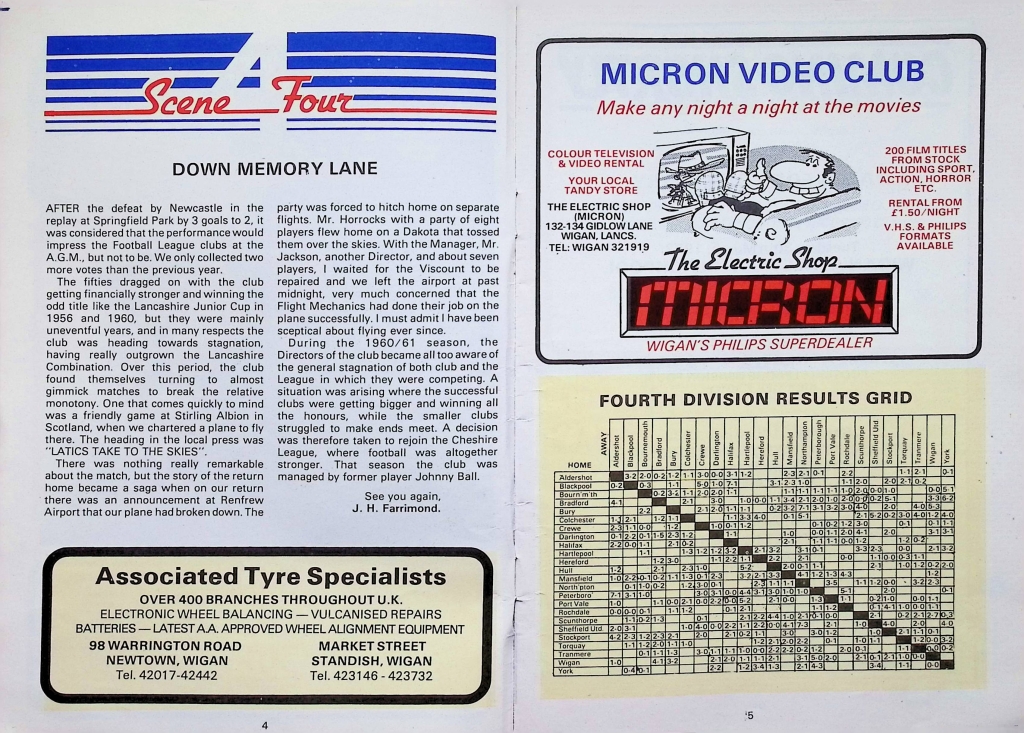 A
Scene Four
DOWN MEMORY LANE
AFTER the defeat by Newcastle in the
replay at Springfield Park by 3 goals to 2, it
was considered that the performance would
impress the Football League clubs at the
A.G.M., but not to be. We only collected two
more votes than the previous year.
The fifties dragged on with the club
getting financially stronger and winning the
odd title like the Lancashire Junior Cup in
1956 and 1960, but they were mainly
uneventful years, and in many respects the
club was heading towards stagnation,
having really outgrown the Lancashire
Combination. Over this period, the club
found themselves turning to almost
gimmick matches to break the relative
monotony. One that comes quickly to mind
was a friendly game at Stirling Albion in
Scotland, when we chartered a plane to fly
there. The heading in the local press was
"LATICS TAKE TO THE SKIES".
There was nothing really remarkable
about the match, but the story of the return
home became a saga when on our return
there was an announcement at Renfrew
Airport that our plane had broken down. The
party was forced to hitch home on separate
flights. Mr. Horrocks with a party of eight
players flew home on a Dakota that tossed
them over the skies. With the Manager, Mr.
Jackson, another Director, and about seven
players, I waited for the Viscount to be
repaired and we left the airport at past
midnight, very much concerned that the
Flight Mechanics had done their job on the
plane successfully. I must admit I have been
sceptical about flying ever since.
During the 1960/61 season, the
Directors of the club became all too aware of
the general stagnation of both club and the
League in which they were competing. A
situation was arising where the successful
clubs were getting bigger and winning all
the honours, while the smaller clubs
struggled to make ends meet. A decision
was therefore taken to rejoin the Cheshire
League, where football was altogether
stronger. That season the club was
managed by former player Johnny Ball.
See you again,
J. H. Farrimond.
Associated Tyre Specialists
OVER 400 BRANCHES THROUGHOUT U.K.
ELECTRONIC WHEEL BALANCING — VULCANISED REPAIRS
BATTERIES — LATEST A.A. APPROVED WHEEL ALIGNMENT EQUIPMENT
98 WARRINGTON ROAD
NEWTOWN, WIGAN
Tel. 42017-42442
MARKET STREET
STANDISH, WIGAN
Tel. 423146 - 423732
4
MICRON VIDEO CLUB
Make any night a night at the movies
COLOUR TELEVISION
& VIDEO RENTAL
YOUR LOCAL
TANDY STORE
THE ELECTRIC SHOP
(MICRON)
132-134 GIDLOW LANE
WIGAN, LANCS.
TEL: WIGAN 321919
200 FILM TITLES
FROM STOCK
INCLUDING SPORT,
ACTION, HORROR
ETC.
RENTAL FROM
£1.50/NIGHT
V.H.S. & PHILIPS
FORMATS
AVAILABLE
The Electric Shop
MICRON
WIGAN'S PHILIPS SUPERDEALER
FOURTH DIVISION RESULTS GRID
HOME
AWAY
Aldershot
Blackpool
Bournemouth
Bradford
Bury
Colchester
Crewe
Darlington
Halifax
Hartlepool
Hereford
Hull
Mansfield
Northampton
Peterborough
Port Vale
Rochdale
Scunthorpe
Sheffield Utd
Stockport
Torquay
Tranmere
Wigan
York
Aldershot
Blackpool
Bourn'm'th
Bradford
Bury
Colchester
Crewe
Darlington
Halifax
Hartlepool
Hereford
Hull
Mansfield
North'pton
Peterboro'
Port Vale
Rochdale
Scunthorpe
Sheffield Utd
Stockport
Torquay
Tranmere
Wigan
York
5